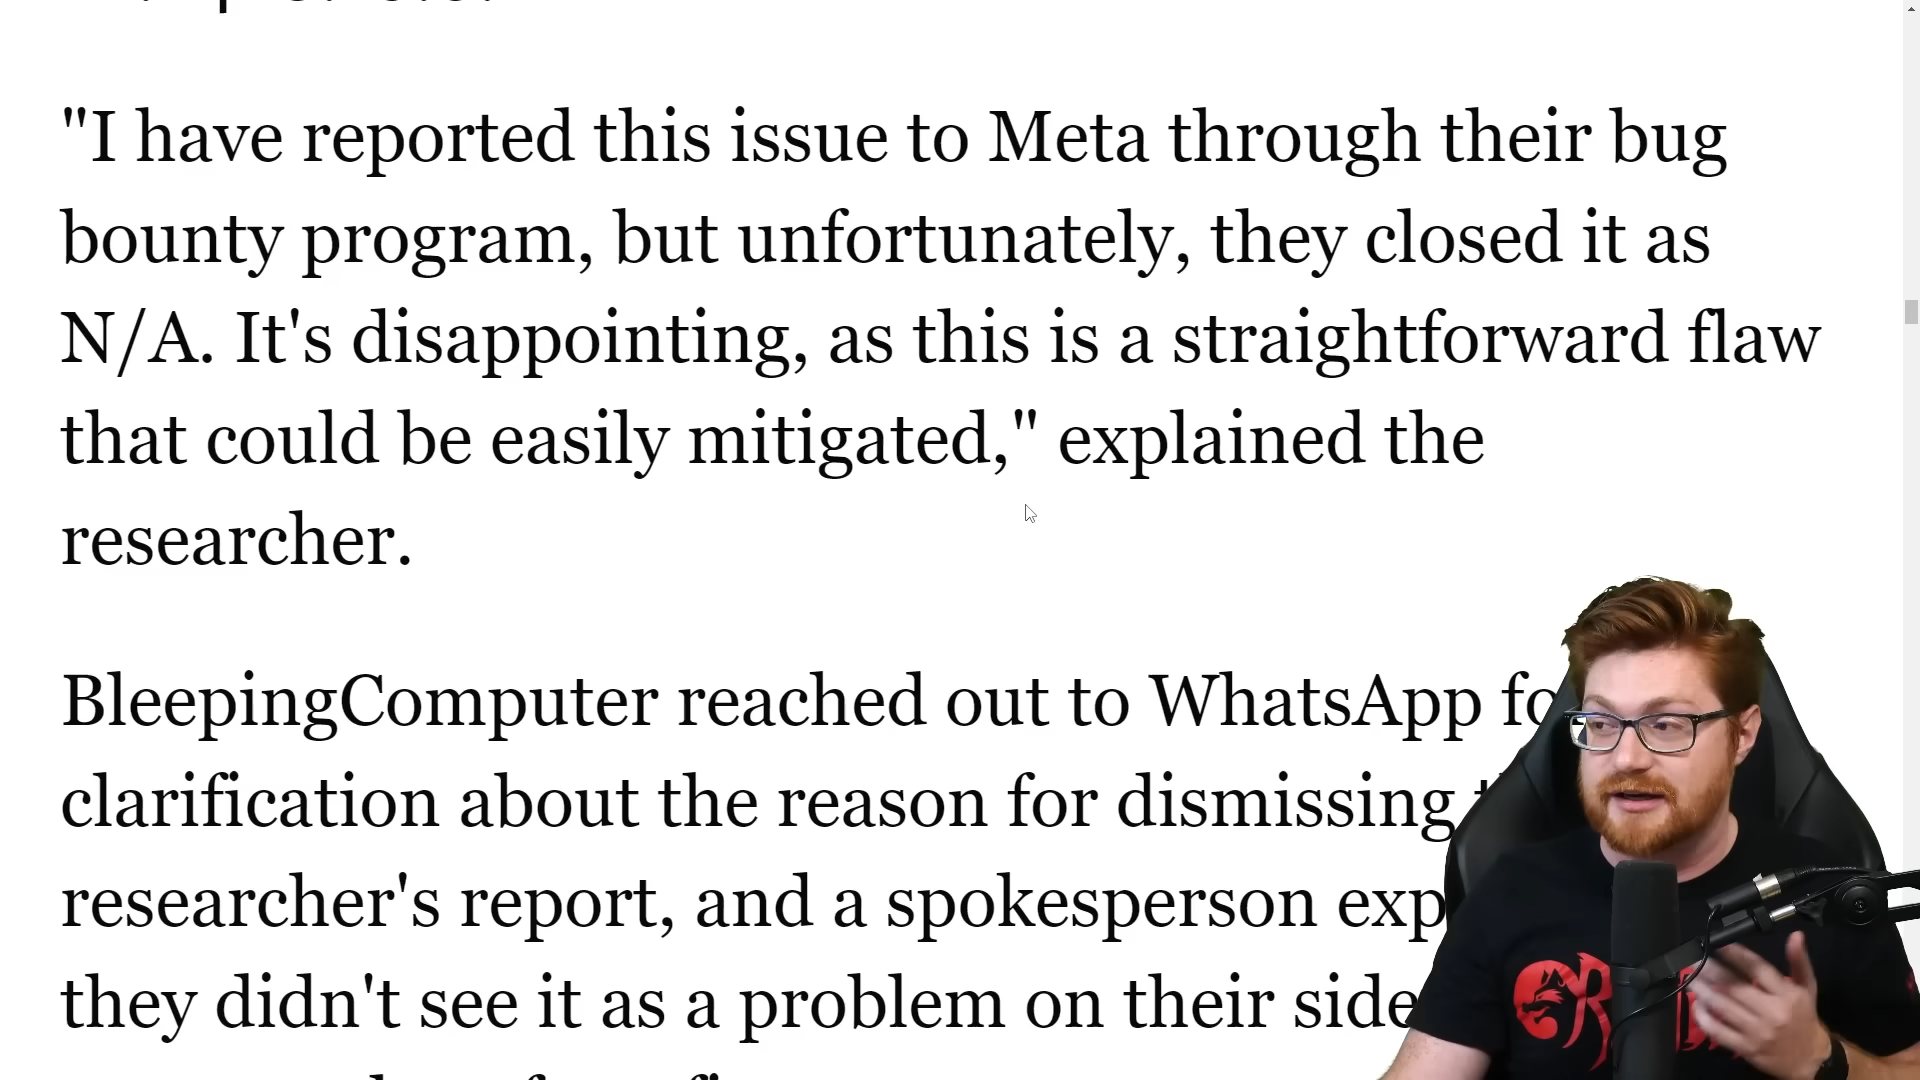 "I have reported this issue to Meta through their bug
bounty program, but unfortunately, they closed it as
N/A. It's disappointing, as this is a straightforward flaw
that could be easily mitigated," explained the
researcher.
BleepingComputer reached out to WhatsApp
clarification about the reason for dismissing
researcher's report, and a spokesperson
they didn't see it as a problem on their side